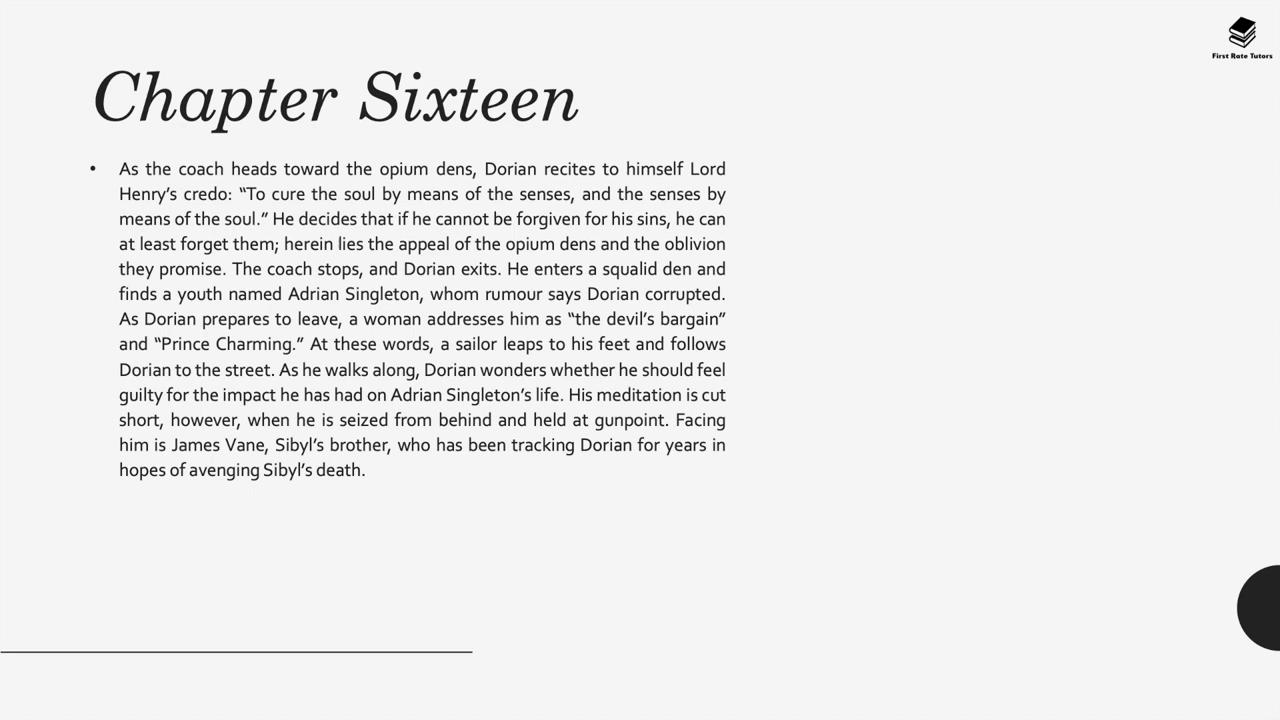 First Rate Tutors
Chapter Sixteen
• As the coach heads toward the opium dens, Dorian recites to himself Lord
Henry’s credo: “To cure the soul by means of the senses, and the senses by
means of the soul.” He decides that if he cannot be forgiven for his sins, he can
at least forget them; herein lies the appeal of the opium dens and the oblivion
they promise. The coach stops, and Dorian exits. He enters a squalid den and
finds a youth named Adrian Singleton, whom rumour says Dorian corrupted.
As Dorian prepares to leave, a woman addresses him as “the devil’s bargain”
and “Prince Charming.” At these words, a sailor leaps to his feet and follows
Dorian to the street. As he walks along, Dorian wonders whether he should feel
guilty for the impact he has had on Adrian Singleton’s life. His meditation is cut
short, however, when he is seized from behind and held at gunpoint. Facing
him is James Vane, Sibyl’s brother, who has been tracking Dorian for years in
hopes of avenging Sibyl’s death.